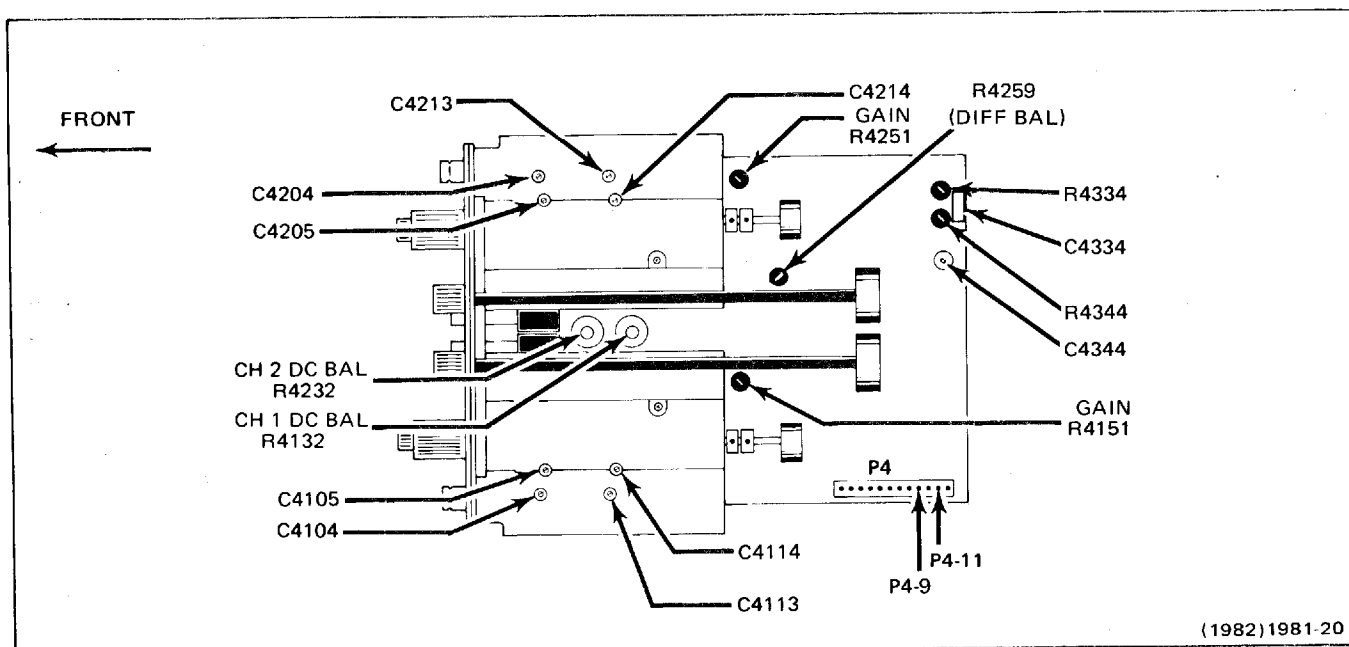 FRONT
C4213
C4214
GAIN
R4251
R4259
(DIFF BAL)
C4204
C4205
R4334
C4334
R4344
C4344
CH 2 DC BAL
R4232
CH 1 DC BAL
R4132
GAIN
R4151
P4
C4105
C4104
C4114
C4113
P4-11
P4-9
(1982)1981-20